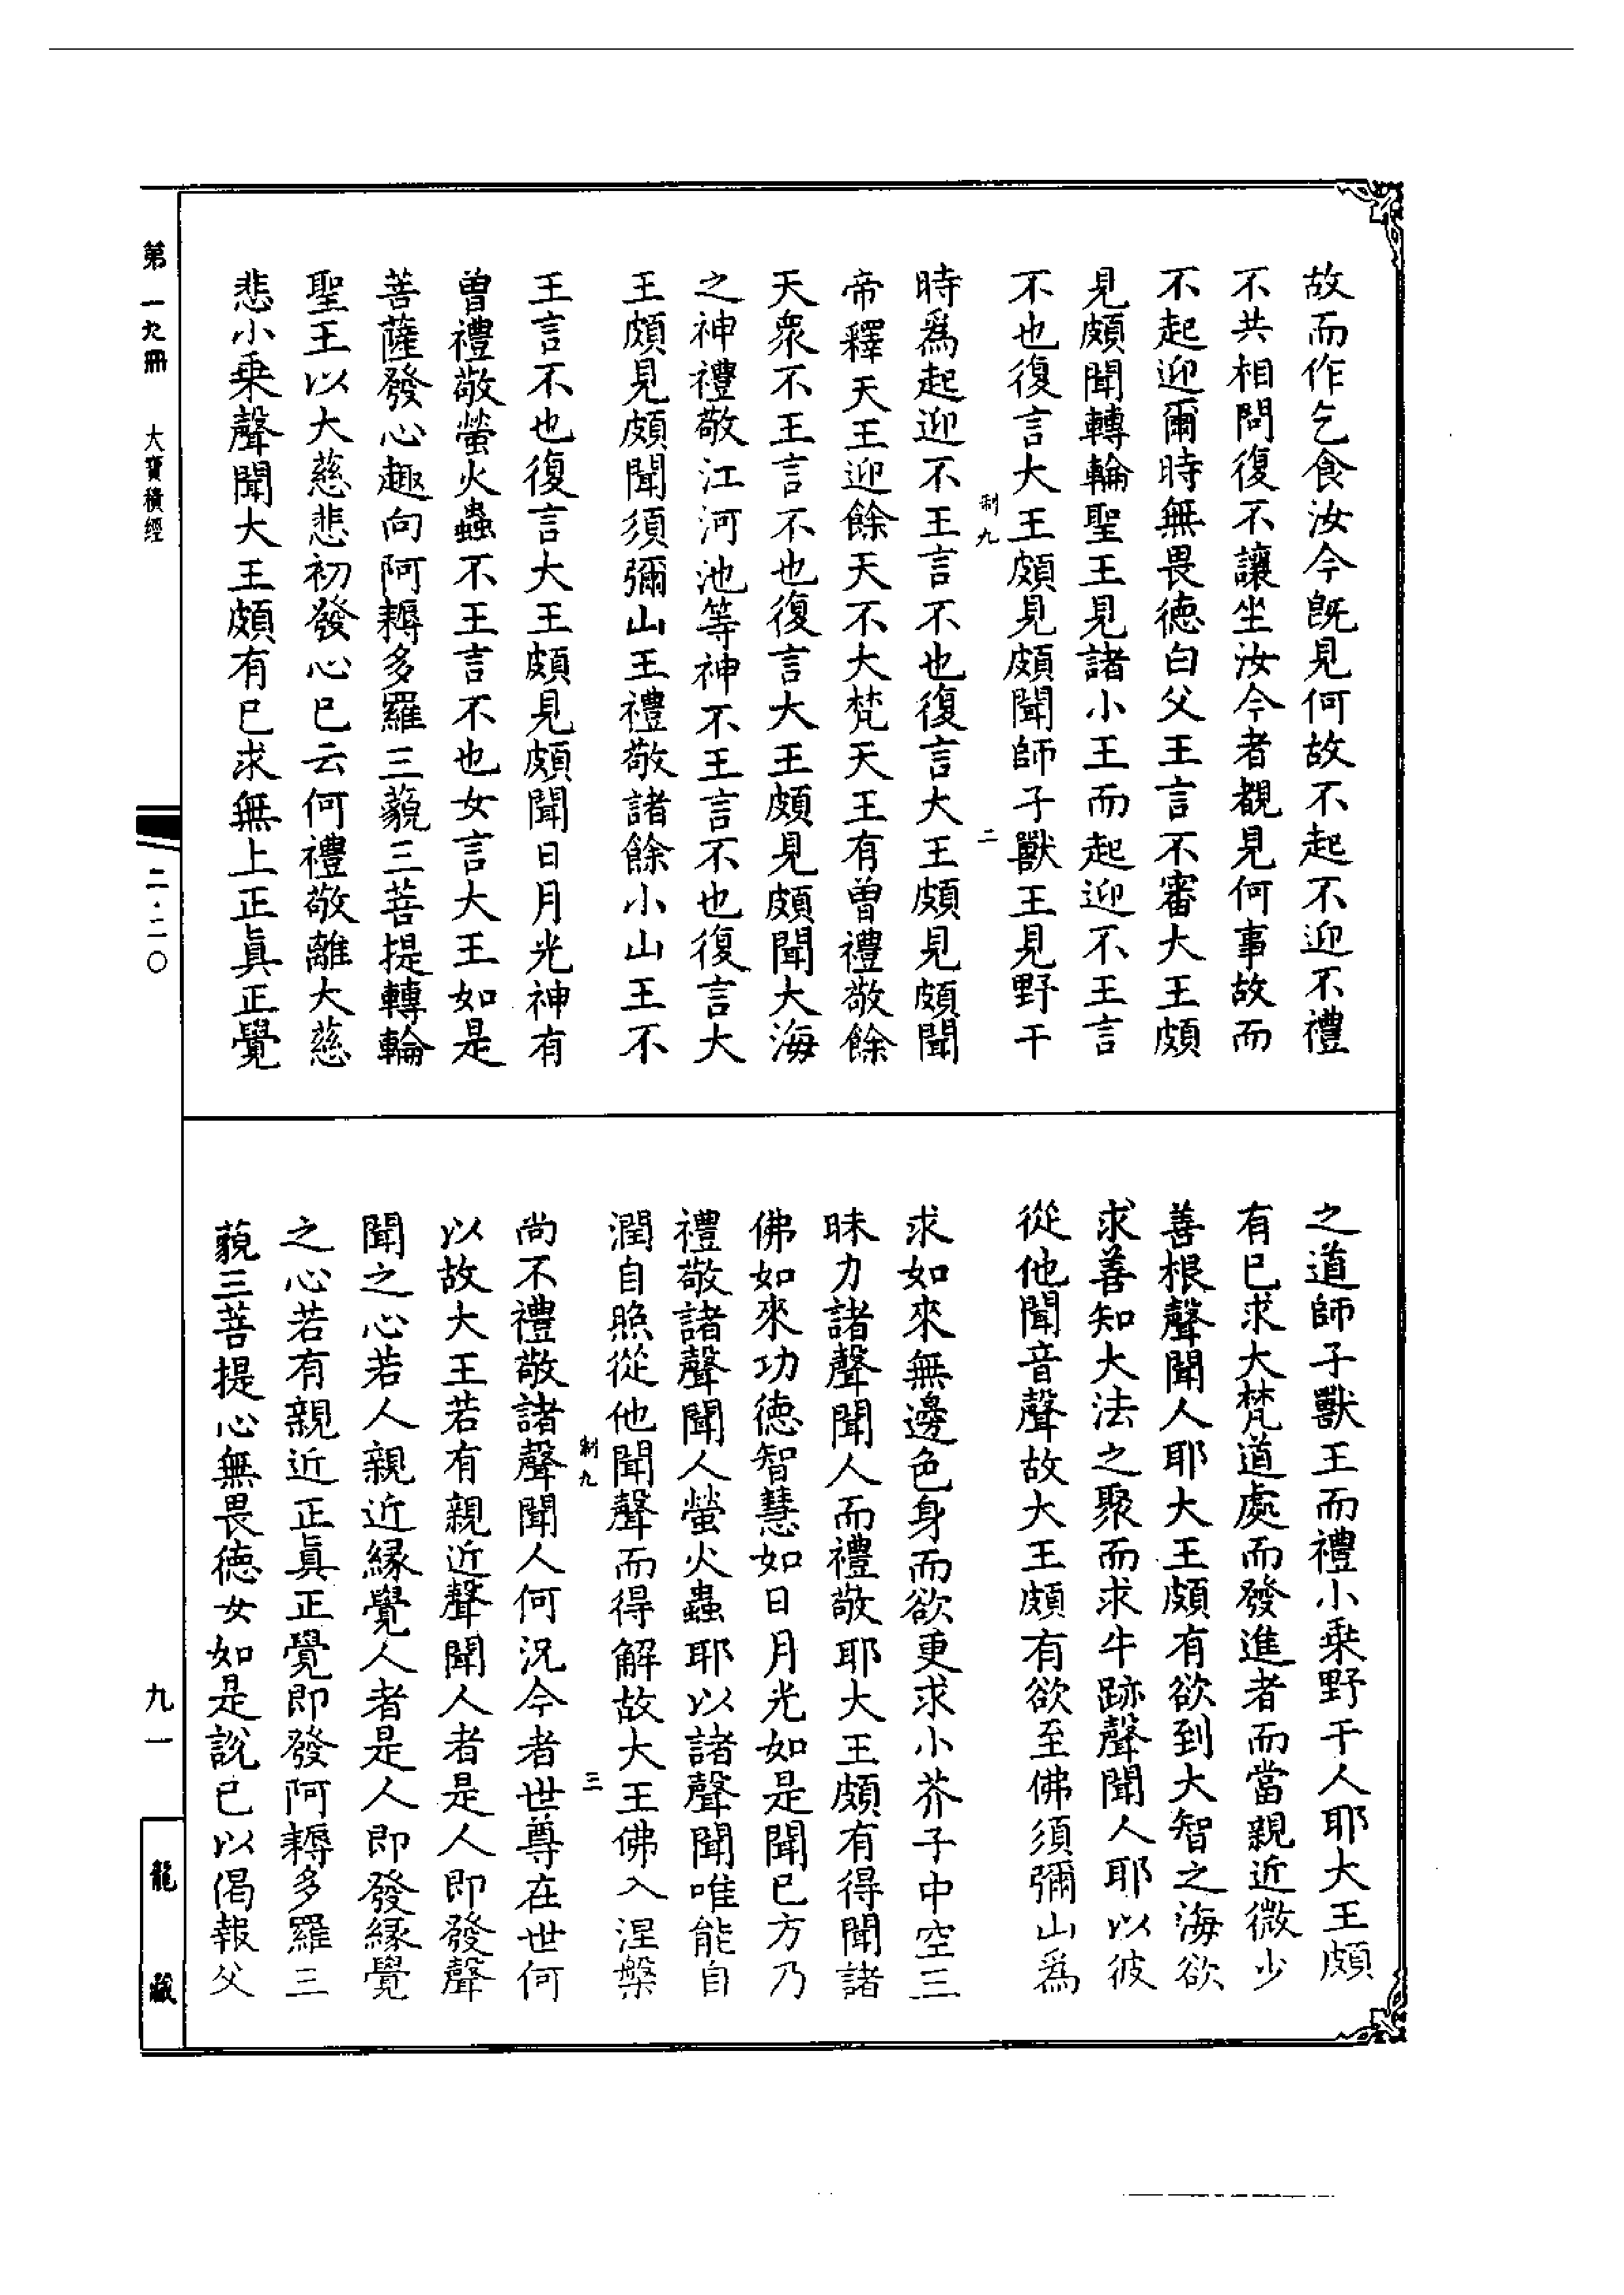 故而作乞食汝今旣見何故不起不迎不禮
不共相問復不讓坐汝今者覩見何事故而
不起迎爾時無畏德白父王言不審大王頗
見頗聞轉輪聖王見諸小王而起迎不王言
不也復言大王頗見頗聞師子獸王見野干
制九 二
時爲起迎不王言不也復言大王頗見頗聞
帝釋天王迎餘天不大梵天王有曾禮敬餘
天衆不王言不也復言大王頗見頗聞大海
之神禮敬江河池等神不王言不也復言大
王頗見頗聞須彌山王禮敬諸餘小山王不
王言不也復言大王頗見頗聞日月光神有
曾禮敬螢火蟲不王言不也女言大王如是
菩薩發心趣向阿耨多羅三藐三菩提轉輪
聖王以大慈悲初發心已云何禮敬離大慈
悲小乗聲聞大王頗有已求無上正眞正覺
之道師子獸王而禮小乗野干人耶大王頗
有已求大梵道處而發進者而當親近微少
善根聲聞人耶大王頗有欲到大智之海欲
求善知大法之聚而求牛跡聲聞人耶以彼
從他聞音聲故大王頗有欲至佛須彌山爲
求如來無邊色身而欲更求小芥子中空三
昧力諸聲聞人而禮敬耶大王頗有得聞諸
佛如來功德智慧如日月光如是聞已方乃
禮敬諸聲聞人螢火蟲耶以諸聲聞唯能自
潤自照從他聞聲而得解故大王佛入涅槃
制九 三
尚不禮敬諸聲聞人何況今者世尊在世何
以故大王若有親近聲聞人者是人即發聲
聞之心若人親近緣覺人者是人即發緣覺
之心若有親近正眞正覺即發阿耨多羅三
藐三菩提心無畏德女如是說已以偈報父
第一九冊 大寶積經
二·二〇
九一
龍藏